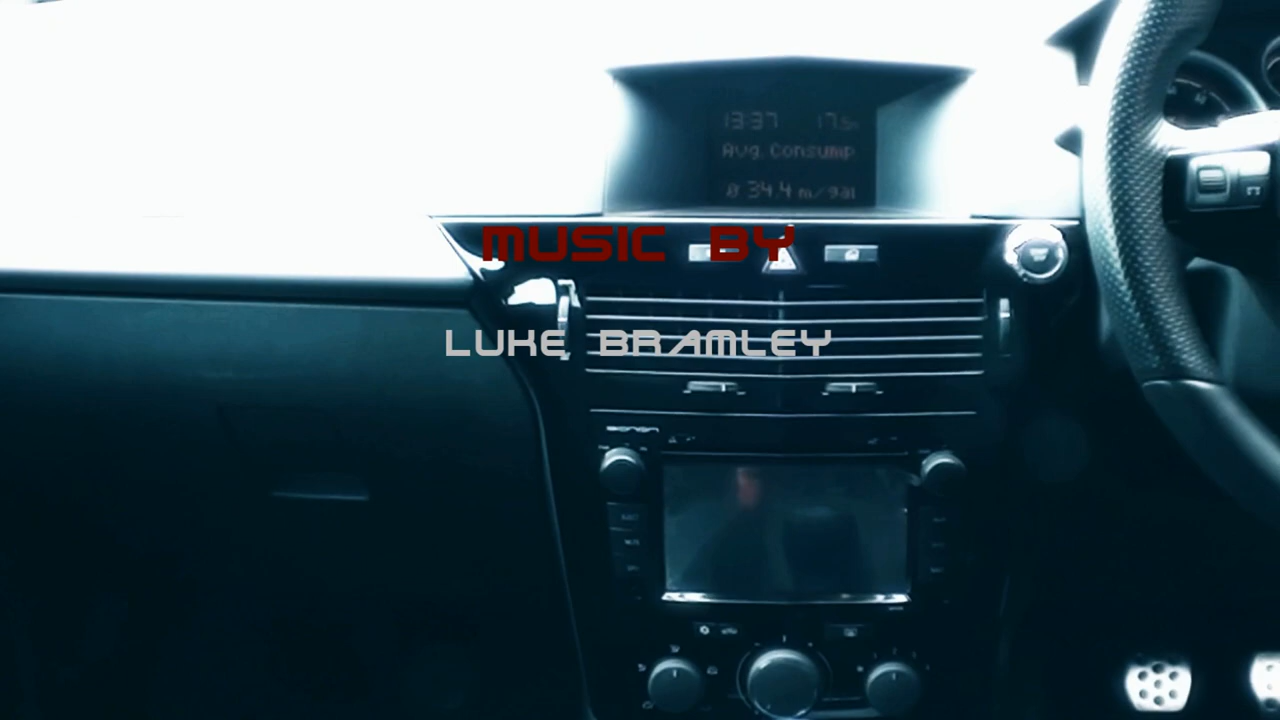 13:37 17.5
Avg. Consump
Ø 34.4 m/gal
MUSIC BY
LUKE BRAMLEY